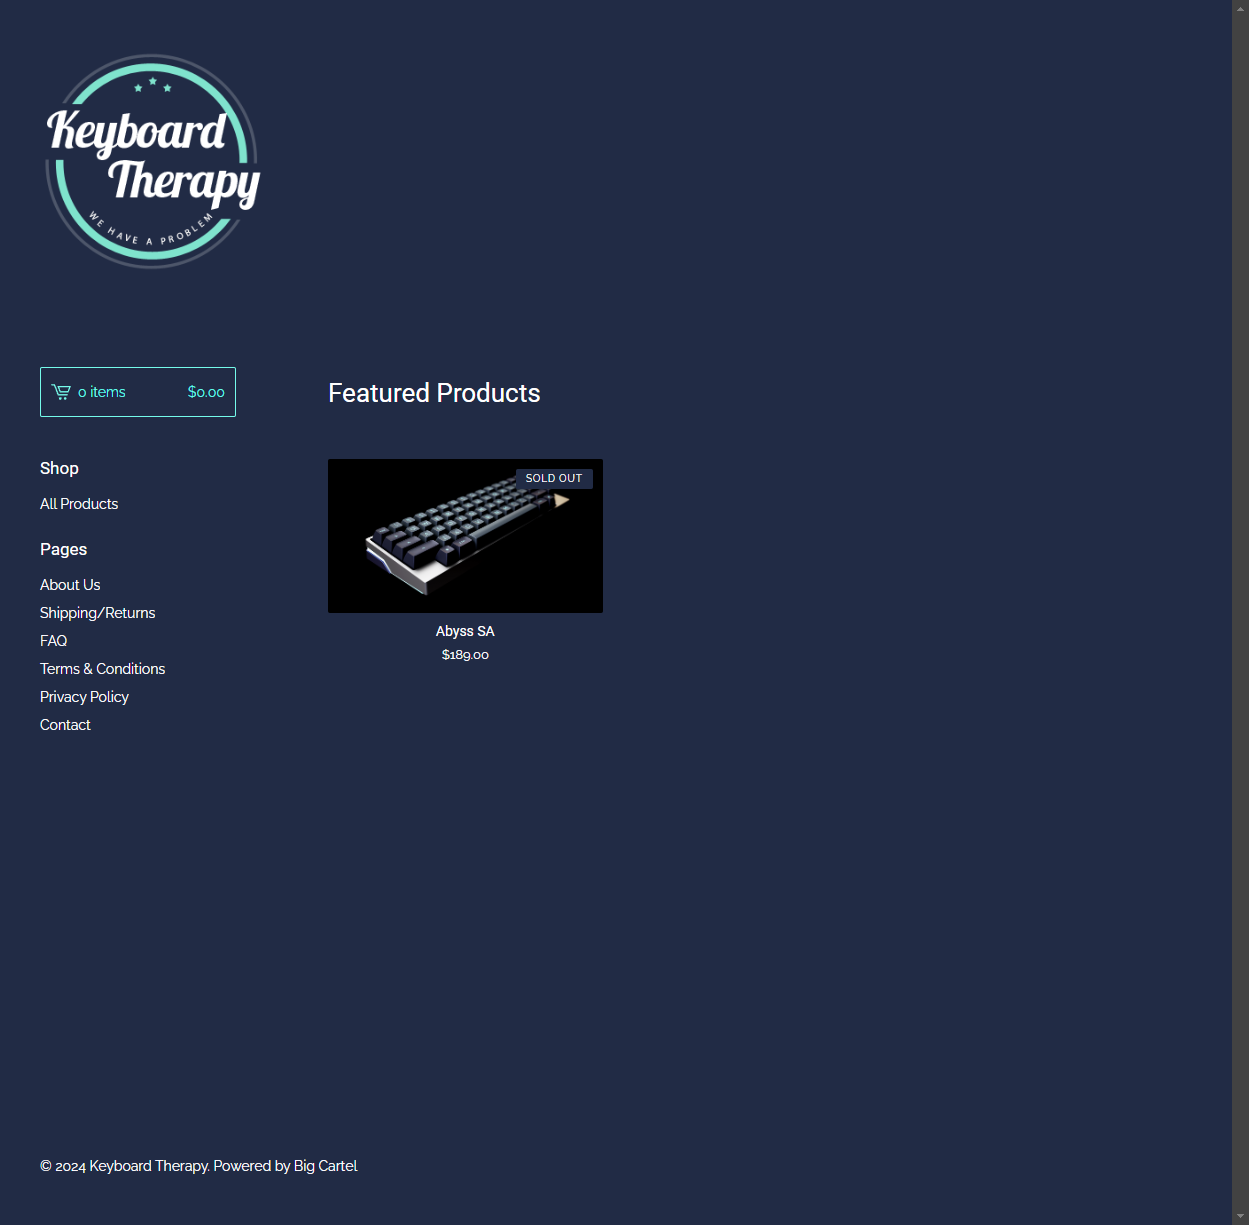 Keyboard
Therapy
WE HAVE A PROBLEM
0 items $0.00
Featured Products
Shop
All Products
Pages
About Us
Shipping/Returns
FAQ
Terms & Conditions
Privacy Policy
Contact
SOLD OUT
Abyss SA
$189.00
© 2024 Keyboard Therapy. Powered by Big Cartel